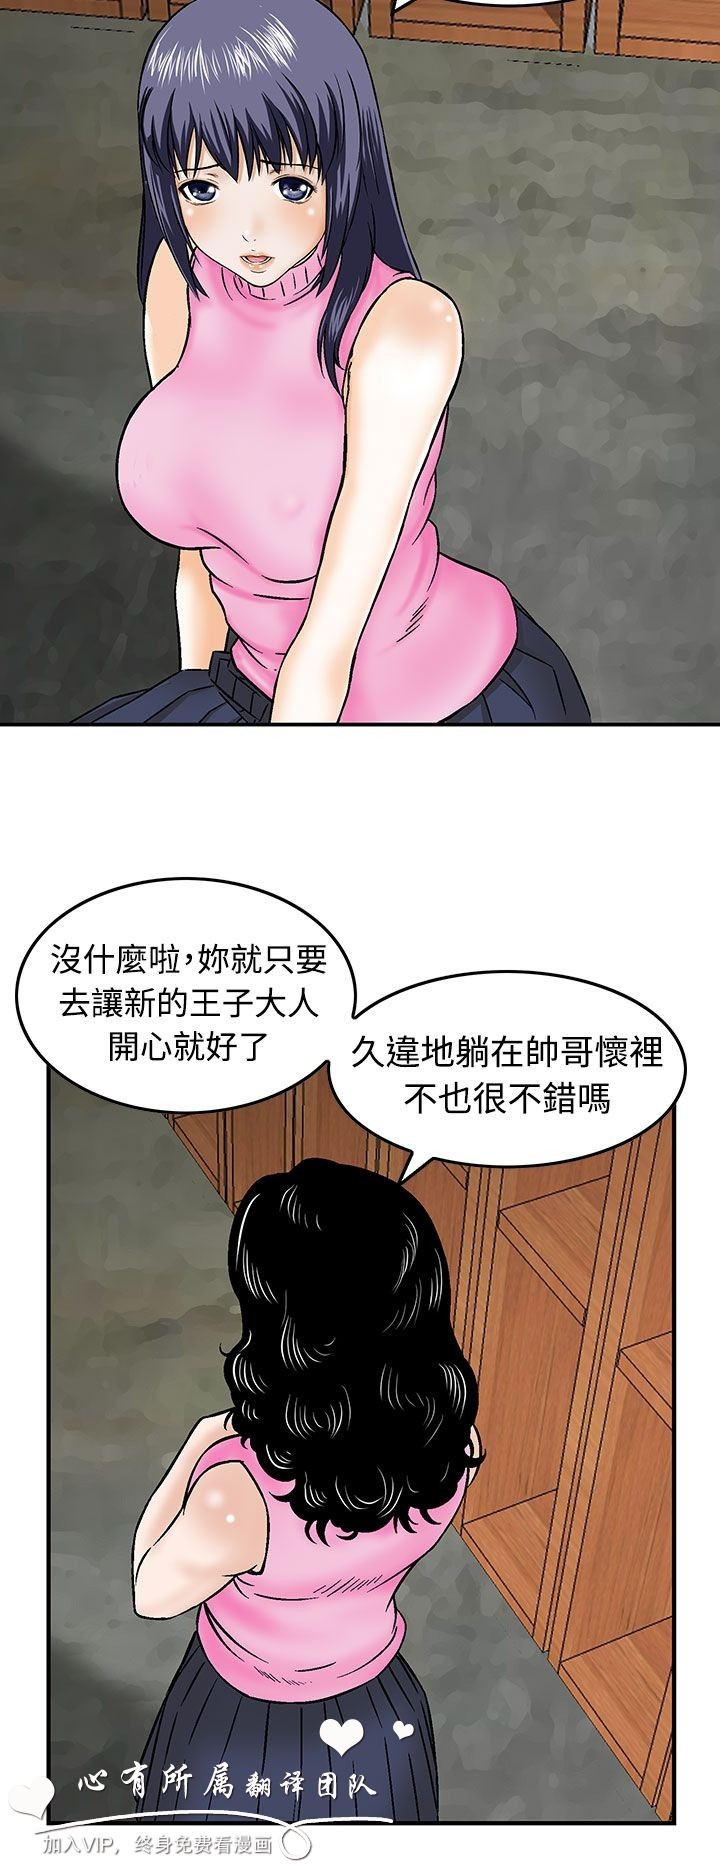 沒什麼啦，妳就只要
去讓新的王子大人
開心就好了
久違地躺在帥哥懷裡
不也很不錯嗎
心有所属翻译团队
加入VIP，终身免费看漫画